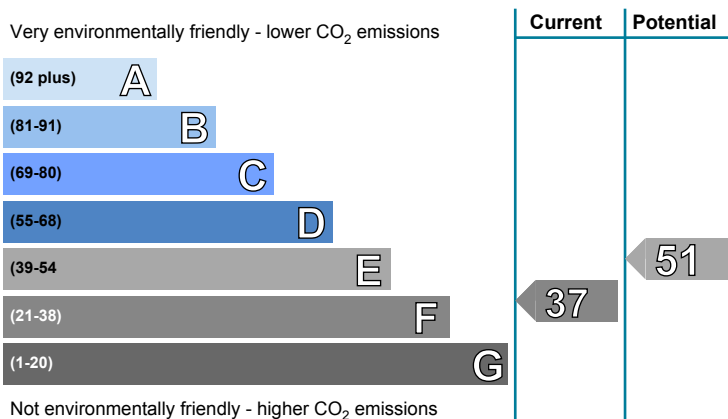 Current Potential
Very environmentally friendly - lower CO2 emissions
(92 plus) A
(81-91) B
(69-80) C
(55-68) D
(39-54 E
51
(21-38) F
37
(1-20) G
Not environmentally friendly - higher CO2 emissions